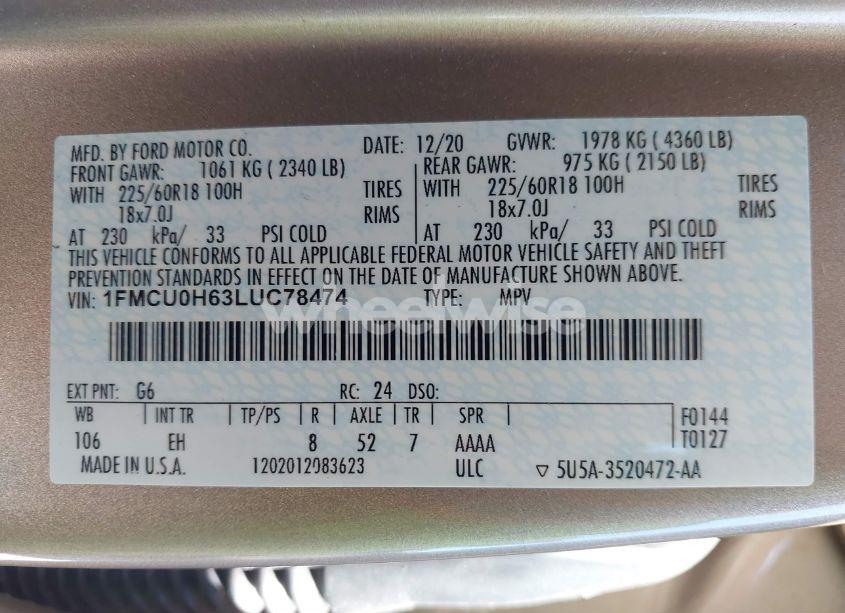 MFD. BY FORD MOTOR CO. DATE: 12/20 GVWR: 1978 KG ( 4360 LB)
FRONT GAWR: 1061 KG ( 2340 LB) REAR GAWR: 975 KG ( 2150 LB)
WITH 225/60R18 100H TIRES WITH 225/60R18 100H TIRES
18x7.0J RIMS 18x7.0J RIMS
AT 230 kPa/ 33 PSI COLD AT 230 kPa/ 33 PSI COLD
THIS VEHICLE CONFORMS TO ALL APPLICABLE FEDERAL MOTOR VEHICLE SAFETY AND THEFT
PREVENTION STANDARDS IN EFFECT ON THE DATE OF MANUFACTURE SHOWN ABOVE.
VIN: 1FMCU0H63LUC78474 TYPE: MPV
wheelwise
EXT PNT: G6 RC: 24 DSO:
WB INT TR TP/PS R AXLE TR SPR F0144
106 EH 8 52 7 AAAA T0127
MADE IN U.S.A. 1202012083623 ULC ▽ 5U5A-3520472-AA